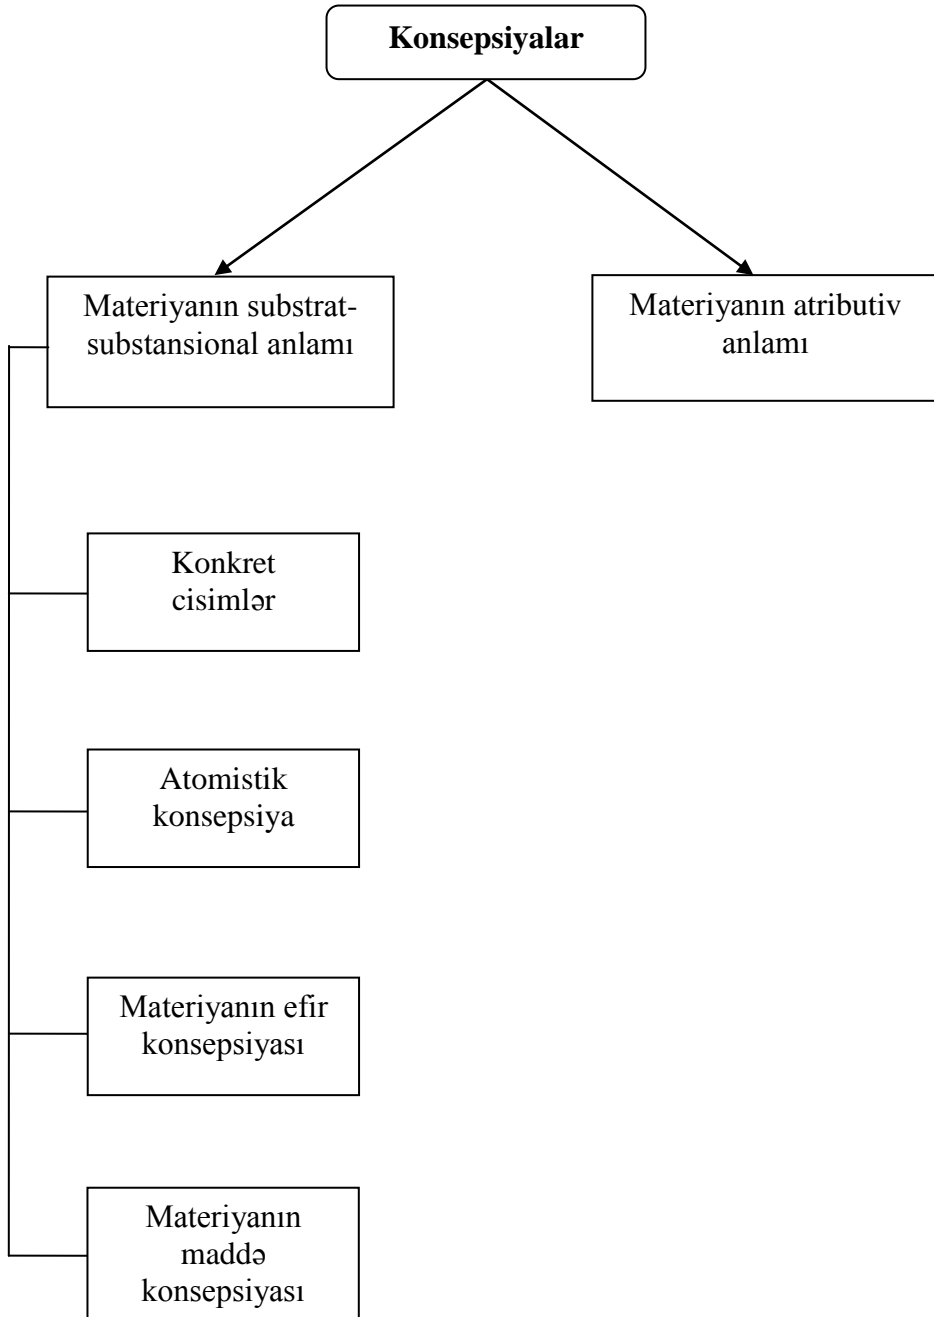 Konsepsiyalar
Materiyanın substrat-
substansional anlamı
Materiyanın atributiv
anlamı
Konkret
cisimlər
Atomistik
konsepsiya
Materiyanın efir
konsepsiyası
Materiyanın
maddə
konsepsiyası